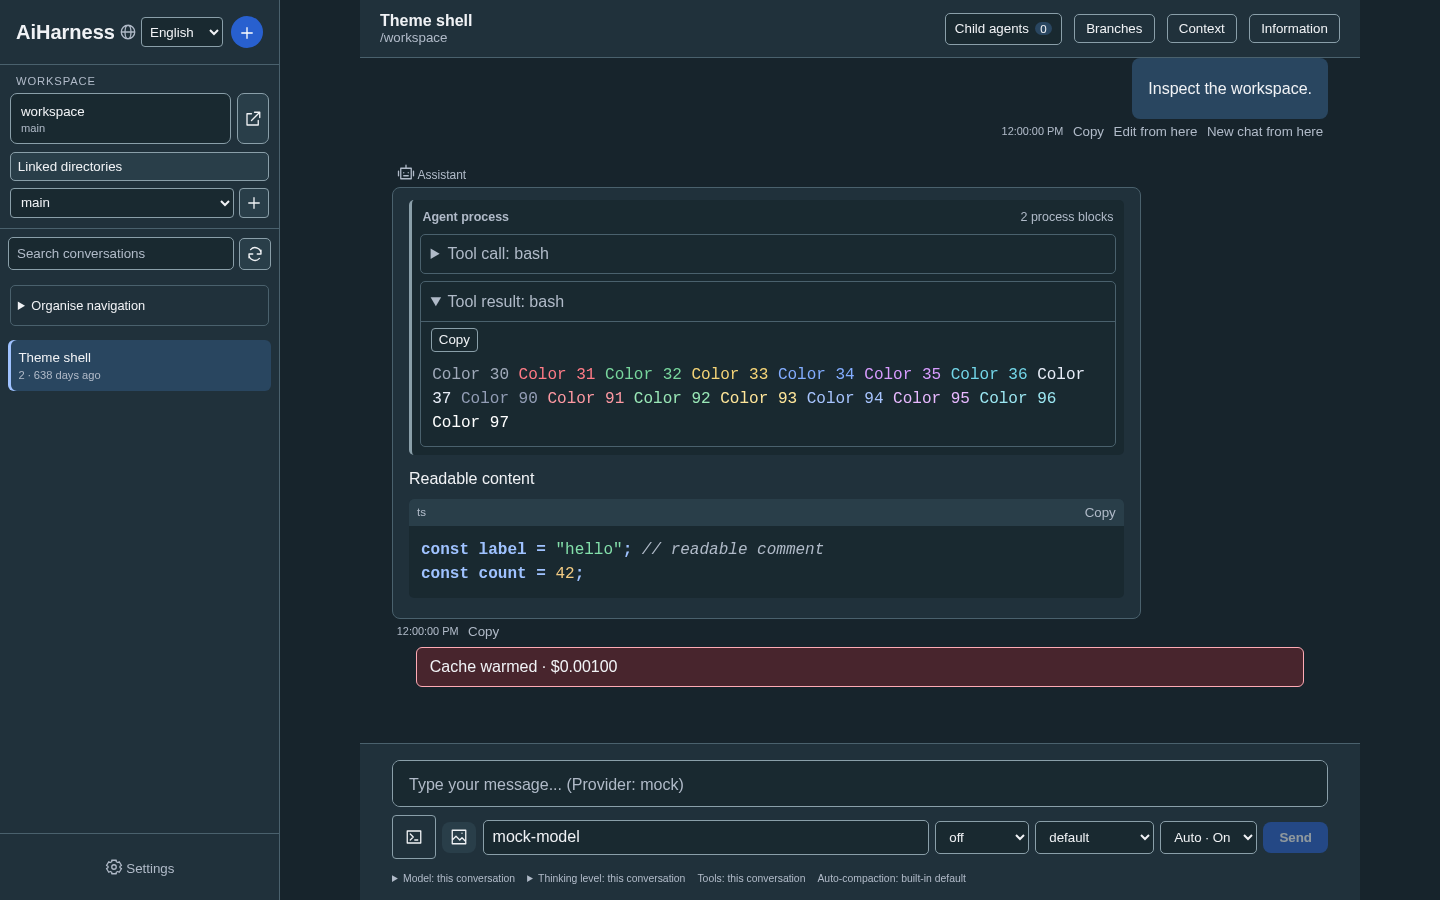 AiHarness
English
WORKSPACE
workspace
main
Linked directories
main
Search conversations
Organise navigation
Theme shell
2 · 638 days ago
Settings
Theme shell
/workspace
Child agents 0
Branches
Context
Information
Inspect the workspace.
12:00:00 PM Copy Edit from here New chat from here
Assistant
Agent process
2 process blocks
Tool call: bash
Tool result: bash
Copy
Color 30 Color 31 Color 32 Color 33 Color 34 Color 35 Color 36 Color
37 Color 90 Color 91 Color 92 Color 93 Color 94 Color 95 Color 96
Color 97
Readable content
ts
Copy
const label = "hello"; // readable comment
const count = 42;
12:00:00 PM Copy
Cache warmed · $0.00100
Type your message... (Provider: mock)
mock-model
off
default
Auto · On
Send
Model: this conversation Thinking level: this conversation Tools: this conversation Auto-compaction: built-in default